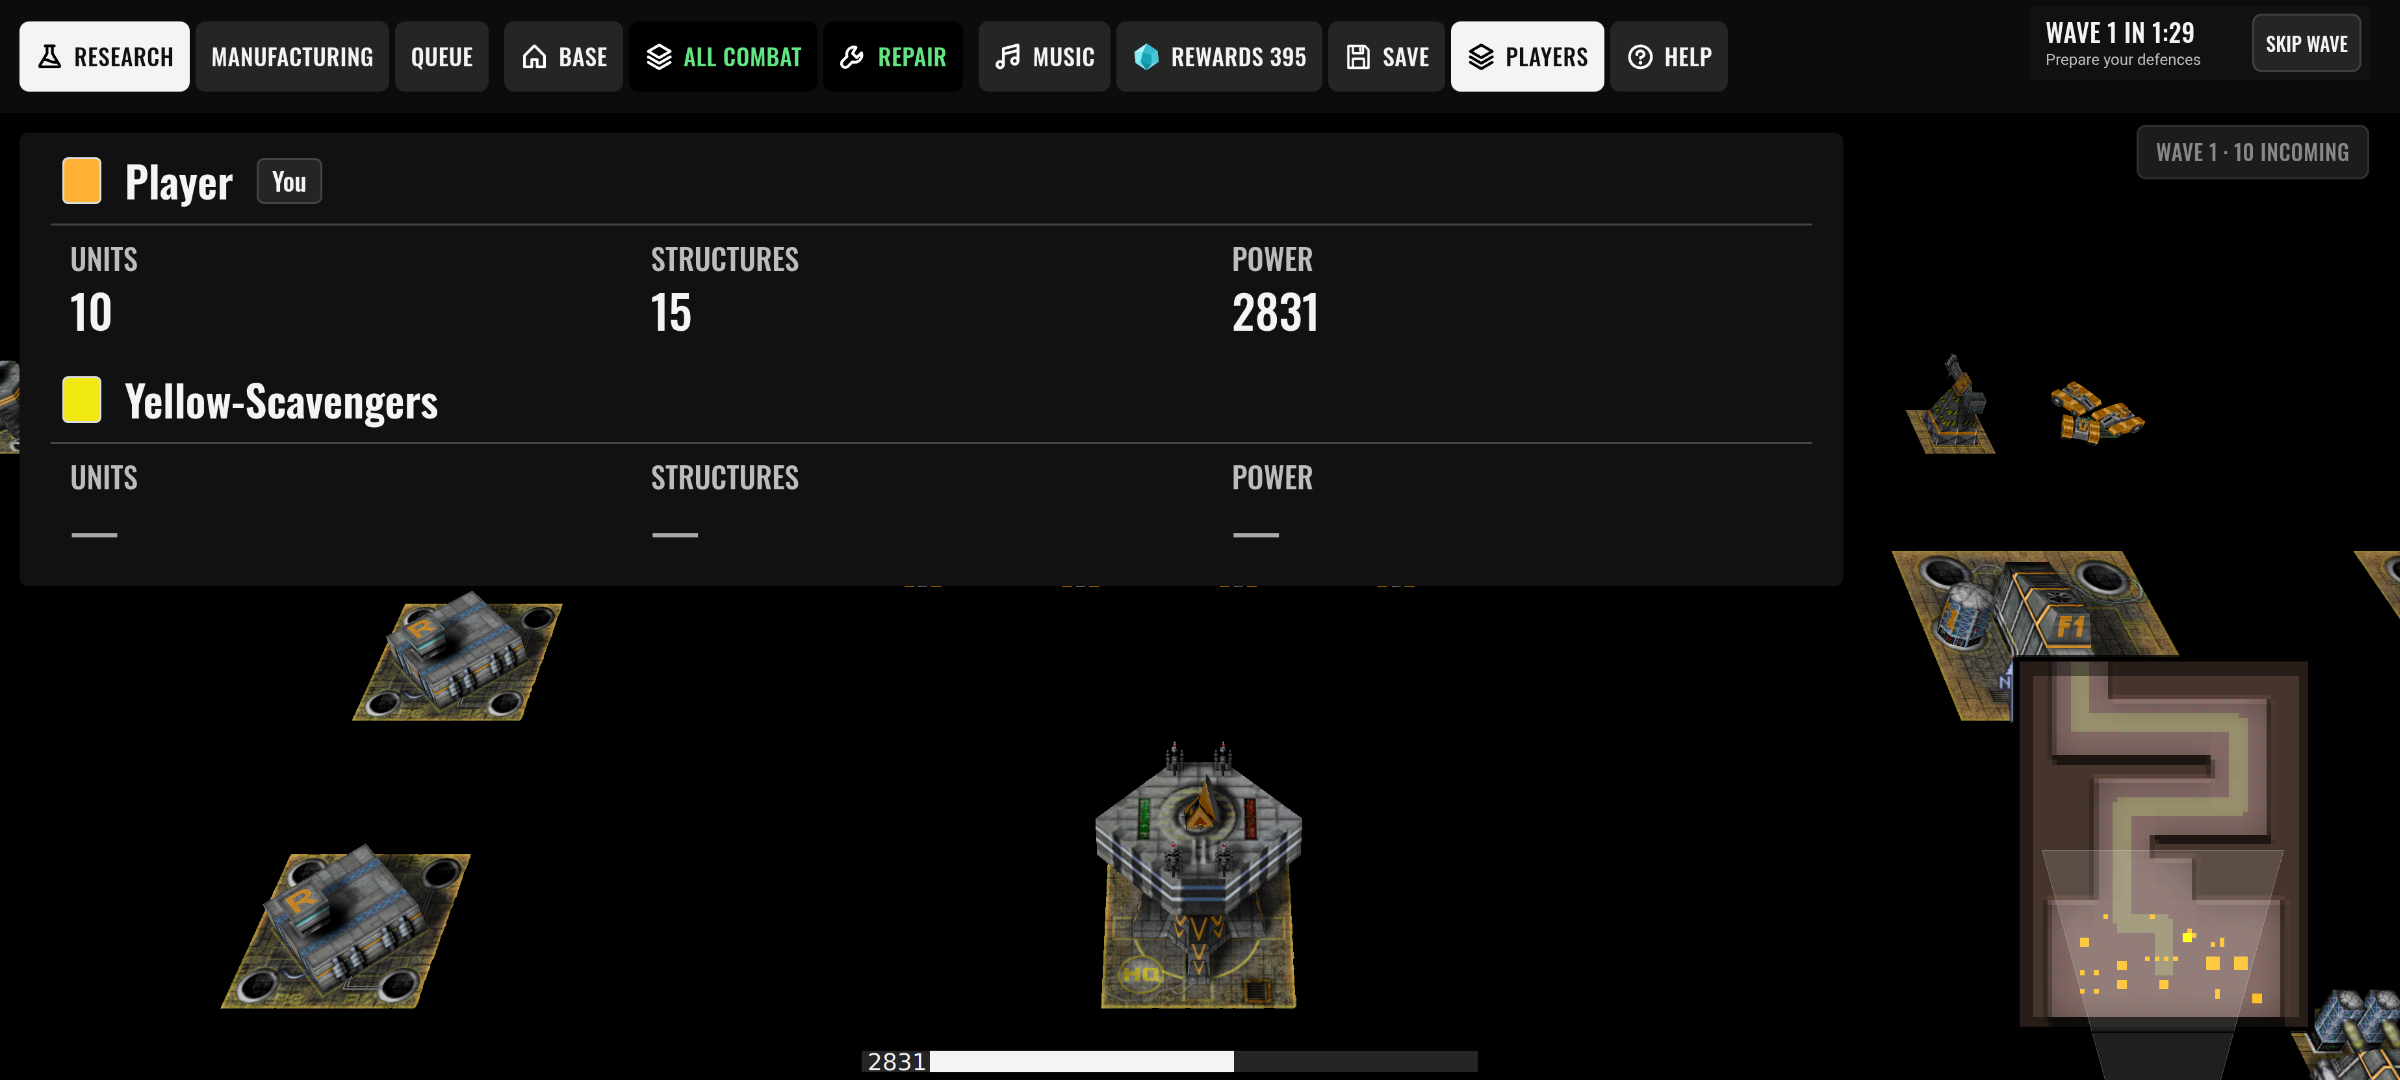 RESEARCH MANUFACTURING QUEUE BASE ALL COMBAT REPAIR MUSIC REWARDS 395 SAVE PLAYERS HELP
WAVE 1 IN 1:29
Prepare your defences
SKIP WAVE
WAVE 1 · 10 INCOMING
Player You
UNITS STRUCTURES POWER
10 15 2831
Yellow-Scavengers
UNITS STRUCTURES POWER
— — —
R
F1
N
R
HQ
2831